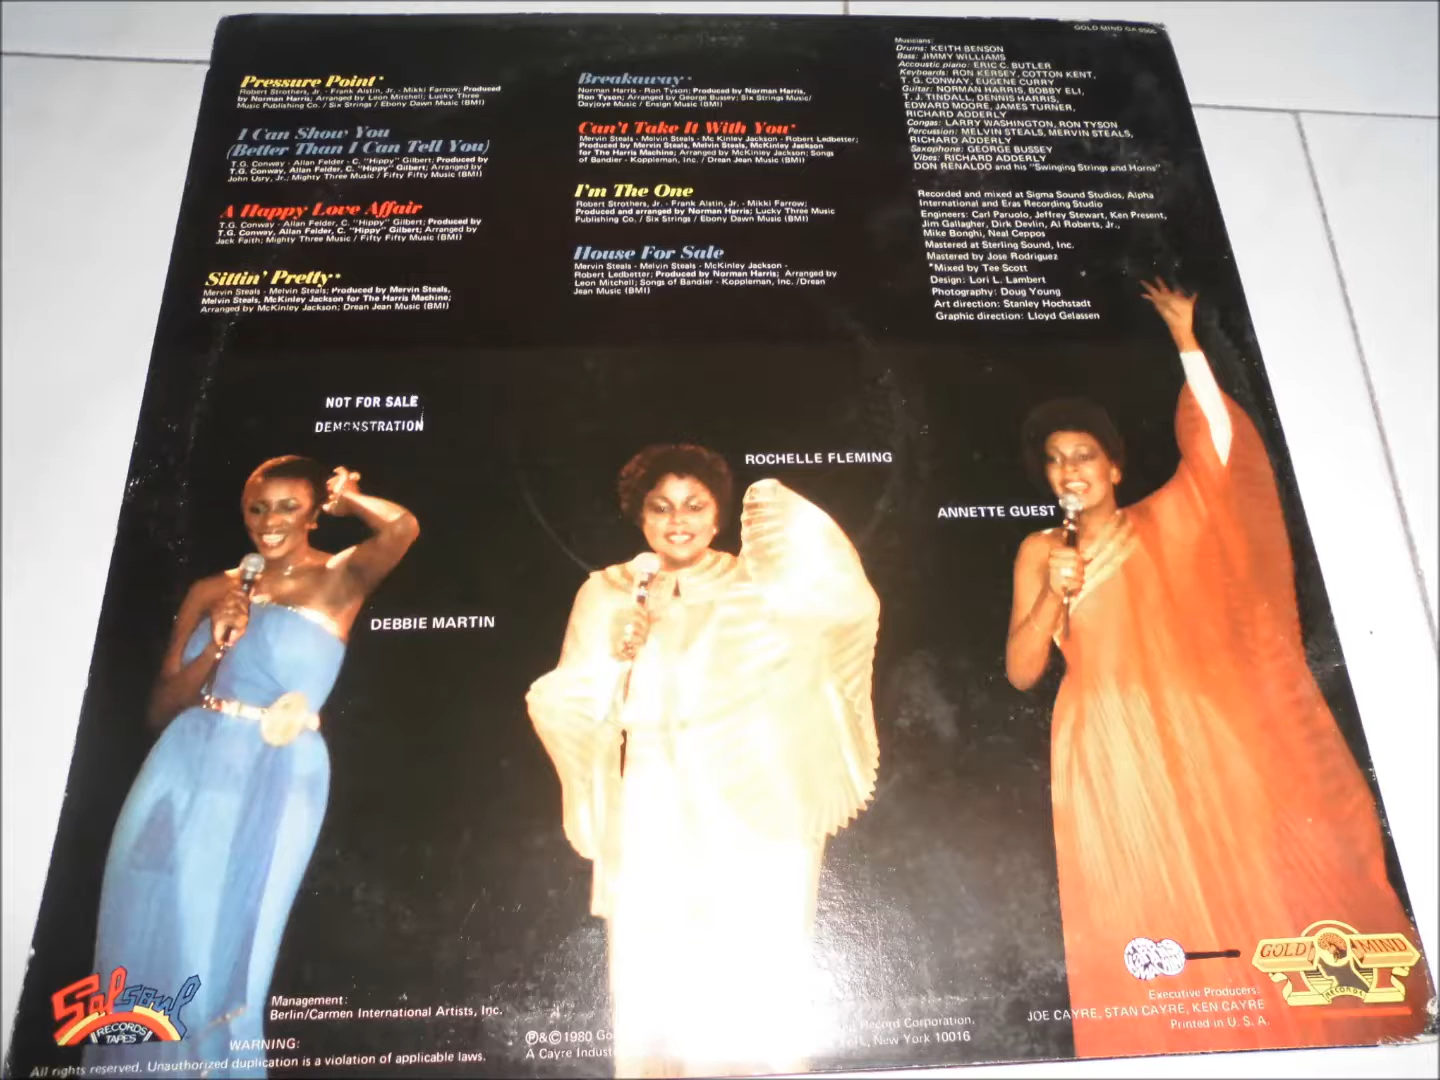 GOLD MIND GA 9506
Pressure Point*
Robert Strothers, Jr. - Frank Alstin, Jr. - Mikki Farrow; Produced
by Norman Harris; Arranged by Leon Mitchell; Lucky Three
Music Publishing Co. / Six Strings / Ebony Dawn Music (BMI)
I Can Show You
(Better Than I Can Tell You)
T.G. Conway - Allan Felder - C. "Hippy" Gilbert; Produced by
T.G. Conway, Allan Felder, C. "Hippy" Gilbert; Arranged by
John Usry, Jr.; Mighty Three Music / Fifty Fifty Music (BMI)
A Happy Love Affair
T.G. Conway - Allan Felder, C. "Hippy" Gilbert; Produced by
T.G. Conway, Allan Felder, C. "Hippy" Gilbert; Arranged by
Jack Faith; Mighty Three Music / Fifty Fifty Music (BMI)
Sittin' Pretty*
Mervin Steals - Melvin Steals; Produced by Mervin Steals,
Melvin Steals, McKinley Jackson for The Harris Machine;
Arranged by McKinley Jackson; Drean Jean Music (BMI)
Breakaway*
Norman Harris - Ron Tyson; Produced by Norman Harris,
Ron Tyson; Arranged by George Bussey; Six Strings Music/
Dayjoye Music / Ensign Music (BMI)
Can't Take It With You*
Mervin Steals - Melvin Steals - Mc Kinley Jackson - Robert Ledbetter;
Produced by Mervin Steals, Melvin Steals, McKinley Jackson
for The Harris Machine; Arranged by McKinley Jackson; Songs
of Bandier - Koppleman, Inc. / Drean Jean Music (BMI)
I'm The One
Robert Strothers, Jr. - Frank Alstin, Jr. - Mikki Farrow;
Produced and arranged by Norman Harris; Lucky Three Music
Publishing Co. / Six Strings / Ebony Dawn Music (BMI)
House For Sale
Mervin Steals - Melvin Steals - McKinley Jackson -
Robert Ledbetter; Produced by Norman Harris; Arranged by
Leon Mitchell; Songs of Bandier - Koppleman, Inc. /Drean
Jean Music (BMI)
Musicians:
Drums: KEITH BENSON
Bass: JIMMY WILLIAMS
Accoustic piano: ERIC C. BUTLER
Keyboards: RON KERSEY, COTTON KENT,
T. G. CONWAY, EUGENE CURRY
Guitar: NORMAN HARRIS, BOBBY ELI,
T. J. TINDALL, DENNIS HARRIS,
EDWARD MOORE, JAMES TURNER,
RICHARD ADDERLY
Congas: LARRY WASHINGTON, RON TYSON
Percussion: MELVIN STEALS, MERVIN STEALS,
RICHARD ADDERLY
Saxophone: GEORGE BUSSEY
Vibes: RICHARD ADDERLY
DON RENALDO and his "Swinging Strings and Horns"
Recorded and mixed at Sigma Sound Studios, Alpha
International and Eras Recording Studio
Engineers: Carl Paruolo, Jeffrey Stewart, Ken Present,
Jim Gallagher, Dirk Devlin, Al Roberts, Jr.,
Mike Bonghi, Neal Ceppos
Mastered at Sterling Sound, Inc.
Mastered by Jose Rodriguez
*Mixed by Tee Scott
Design: Lori L. Lambert
Photography: Doug Young
Art direction: Stanley Hochstadt
Graphic direction: Lloyd Gelassen
NOT FOR SALE
DEMONSTRATION
ROCHELLE FLEMING
ANNETTE GUEST
DEBBIE MARTIN
Salsoul
RECORDS
TAPES
Management:
Berlin/Carmen International Artists, Inc.
WARNING:
All rights reserved. Unauthorized duplication is a violation of applicable laws.
℗&©1980 Go
A Cayre Indust
Record Corporation,
New York 10016
GOLD MIND
RECORDS
Executive Producers:
JOE CAYRE, STAN CAYRE, KEN CAYRE
Printed in U. S. A.